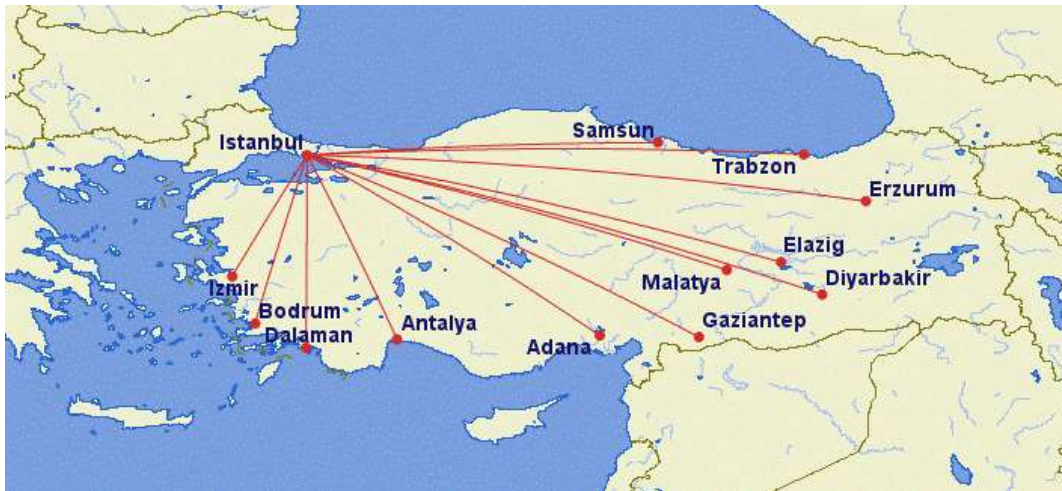 Samsun
Istanbul
Trabzon
Erzurum
Elazig
Malatya
Diyarbakir
Izmir
Bodrum
Gaziantep
Antalya
Dalaman
Adana